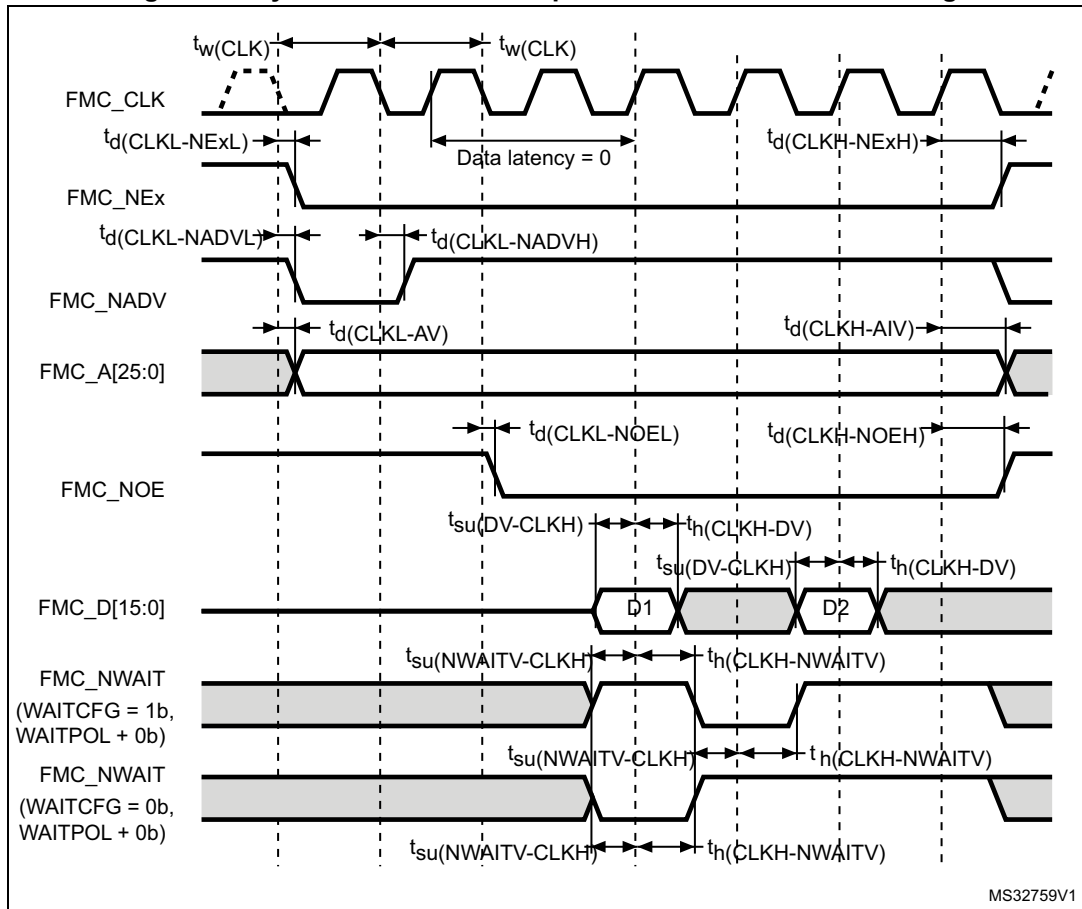 tw(CLK) tw(CLK)
FMC_CLK
td(CLKL-NExL) Data latency = 0 td(CLKH-NExH)
FMC_NEx
td(CLKL-NADVL) td(CLKL-NADVH)
FMC_NADV
td(CLKL-AV) td(CLKH-AIV)
FMC_A[25:0]
td(CLKL-NOEL) td(CLKH-NOEH)
FMC_NOE
tsu(DV-CLKH) th(CLKH-DV)
tsu(DV-CLKH) th(CLKH-DV)
FMC_D[15:0] D1 D2
tsu(NWAITV-CLKH) th(CLKH-NWAITV)
FMC_NWAIT
(WAITCFG = 1b,
WAITPOL + 0b)
tsu(NWAITV-CLKH) th(CLKH-NWAITV)
FMC_NWAIT
(WAITCFG = 0b,
WAITPOL + 0b)
tsu(NWAITV-CLKH) th(CLKH-NWAITV)
MS32759V1